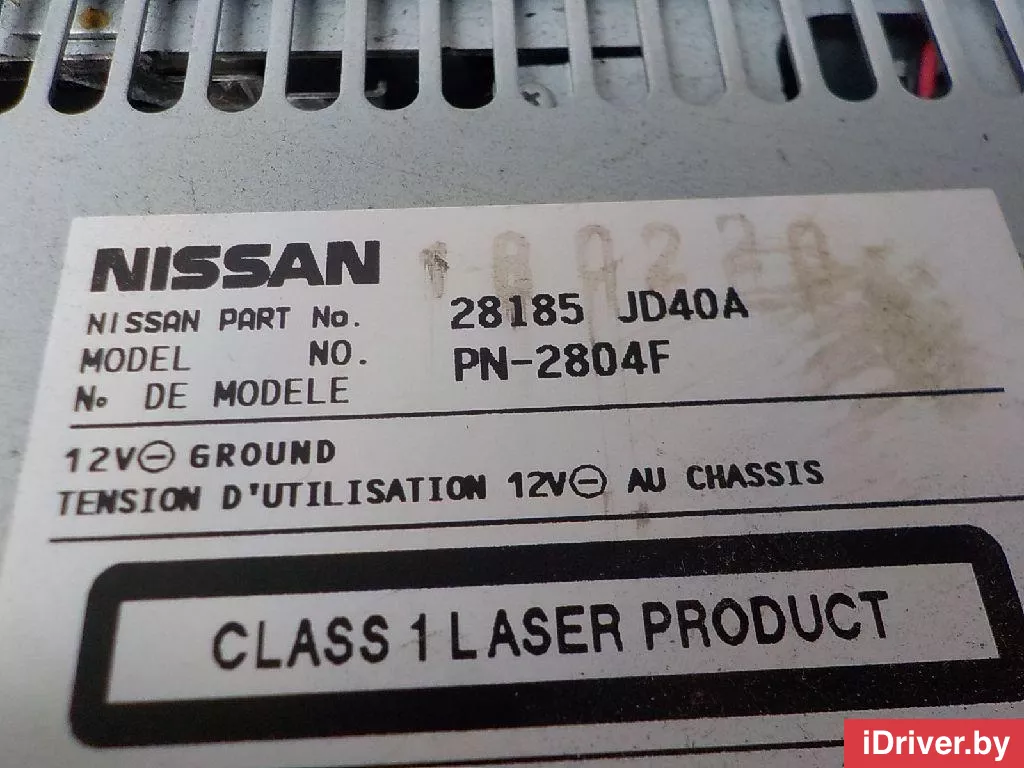 NISSAN
NISSAN PART No. 28185 JD40A
MODEL NO. PN-2804F
No DE MODELE
12V⊖ GROUND
TENSION D'UTILISATION 12V⊖ AU CHASSIS
CLASS 1 LASER PRODUCT
iDriver.by